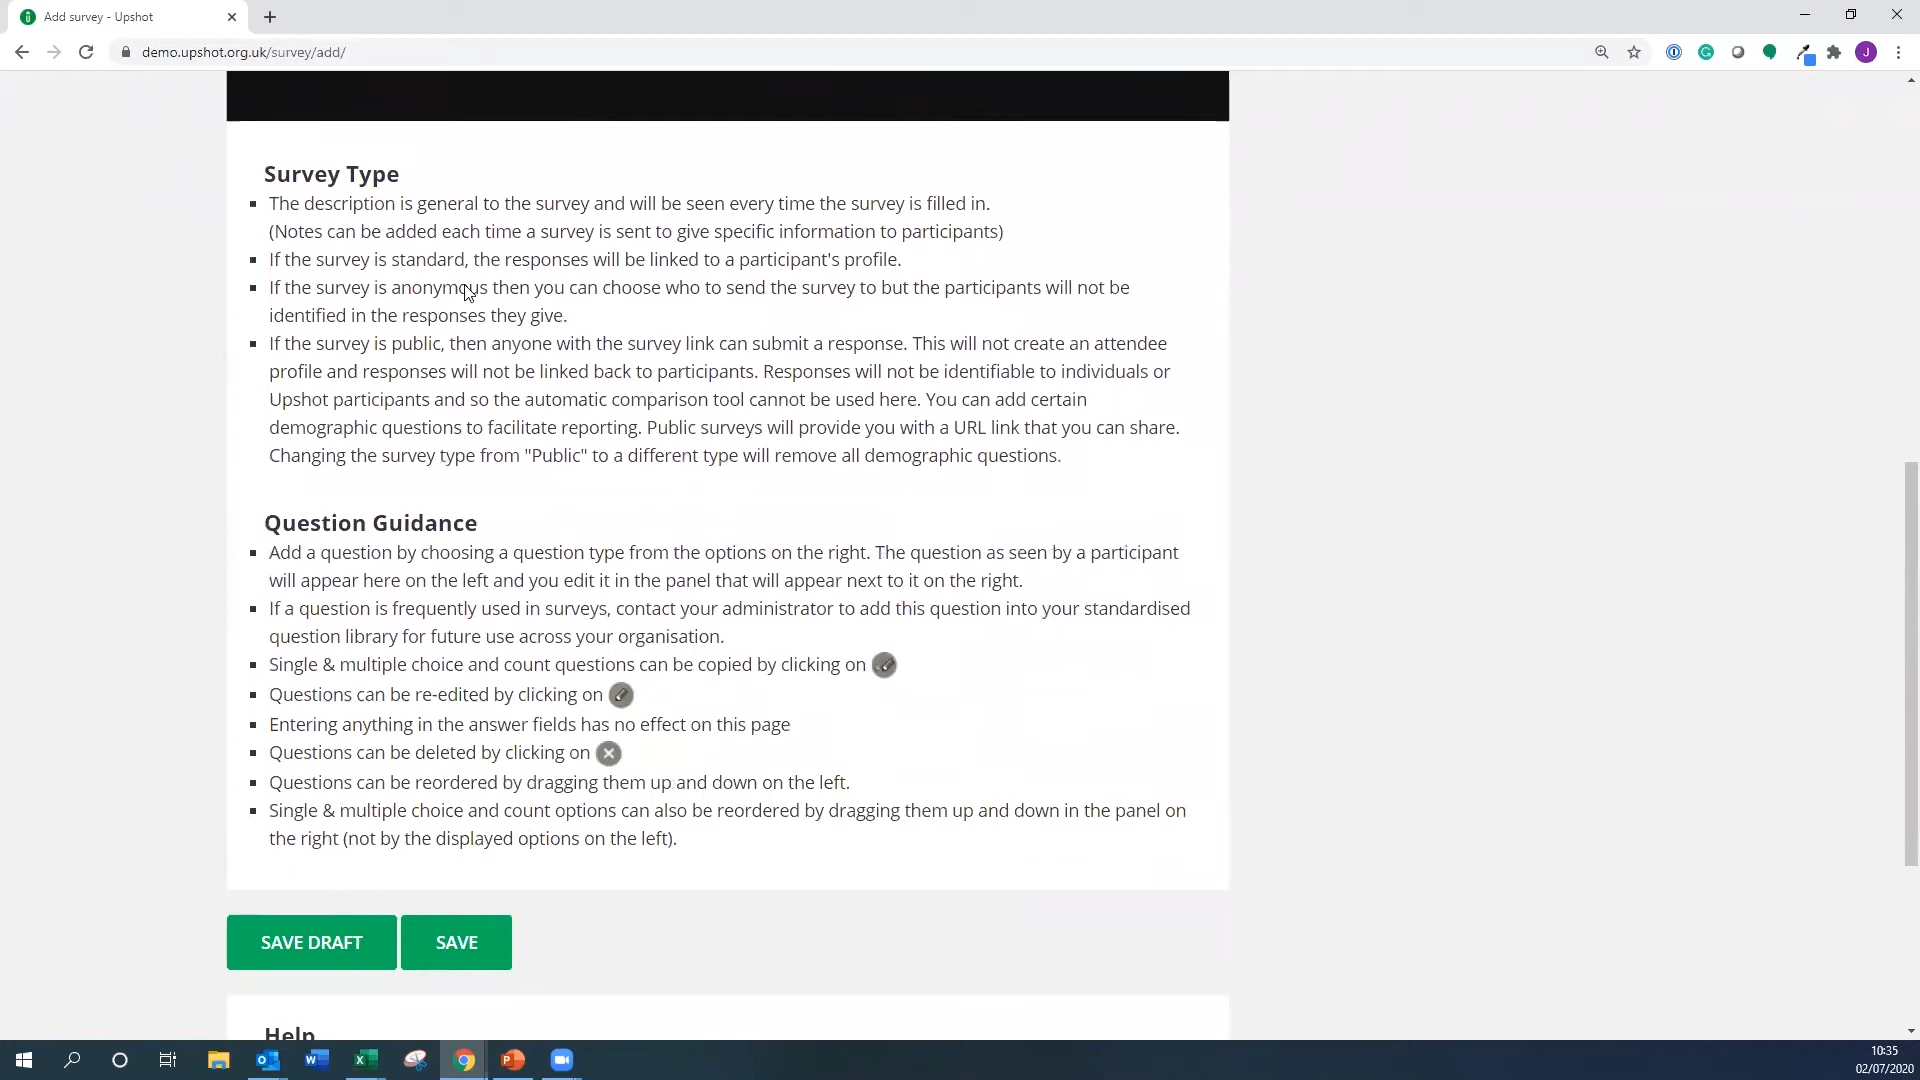 Add survey - Upshot
demo.upshot.org.uk/survey/add/
J
Survey Type
The description is general to the survey and will be seen every time the survey is filled in.
(Notes can be added each time a survey is sent to give specific information to participants)
If the survey is standard, the responses will be linked to a participant's profile.
If the survey is anonymous then you can choose who to send the survey to but the participants will not be
identified in the responses they give.
If the survey is public, then anyone with the survey link can submit a response. This will not create an attendee
profile and responses will not be linked back to participants. Responses will not be identifiable to individuals or
Upshot participants and so the automatic comparison tool cannot be used here. You can add certain
demographic questions to facilitate reporting. Public surveys will provide you with a URL link that you can share.
Changing the survey type from "Public" to a different type will remove all demographic questions.
Question Guidance
Add a question by choosing a question type from the options on the right. The question as seen by a participant
will appear here on the left and you edit it in the panel that will appear next to it on the right.
If a question is frequently used in surveys, contact your administrator to add this question into your standardised
question library for future use across your organisation.
Single & multiple choice and count questions can be copied by clicking on
Questions can be re-edited by clicking on
Entering anything in the answer fields has no effect on this page
Questions can be deleted by clicking on
Questions can be reordered by dragging them up and down on the left.
Single & multiple choice and count options can also be reordered by dragging them up and down in the panel on
the right (not by the displayed options on the left).
SAVE DRAFT
SAVE
Help
10:35
02/07/2020